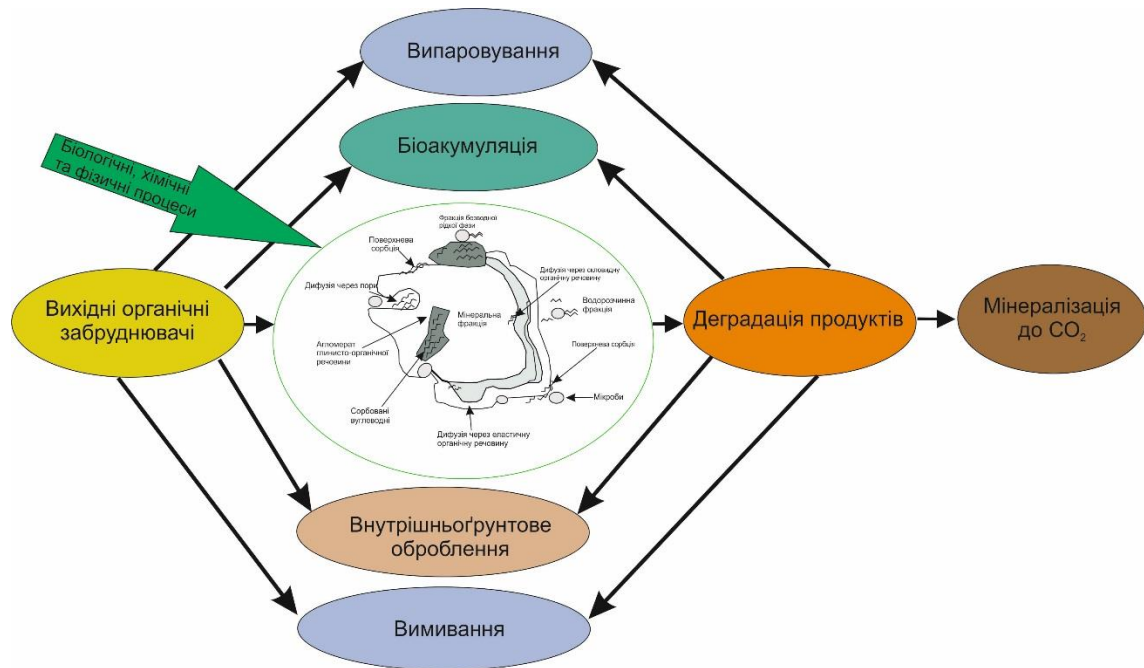 Випаровування
Біоакумуляція
Біологічні, хімічні
та фізичні процеси
Фракція безводної
рідкої фази
Поверхнева
сорбція
Дифузія через скловидну
органічну речовину
Дифузія через пори
Водорозчинна
фракція
Мінеральна
фракція
Агломерат
глинисто-органічної
речовини
Поверхнева сорбція
Мікроби
Сорбовані
вуглеводні
Дифузія через еластичну
органічну речовину
Вихідні органічні
забруднювачі
Деградація продуктів
Мінералізація
до CO₂
Внутрішньоґрунтове
оброблення
Вимивання